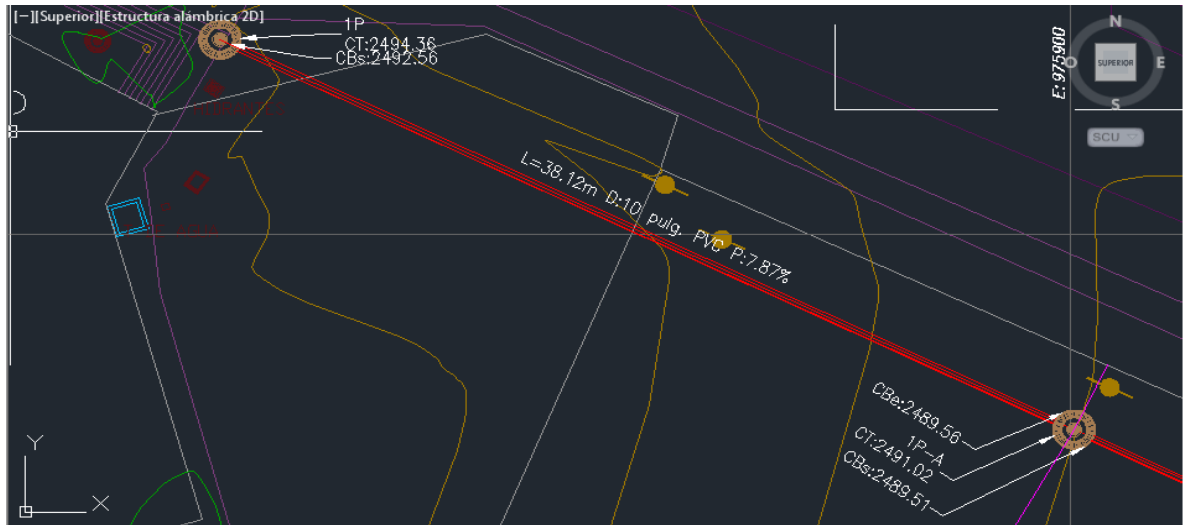 [−][Superior][Estructura alámbrica 2D]
1P
CT:2494.36
CBs:2492.56
E: 975900
N
O
SUPERIOR
E
S
SCU
L=38.12m D:10 pulg. PVC P:7.87%
CBe:2489.56
1P-A
CT:2491.02
CBs:2489.51
Y
X